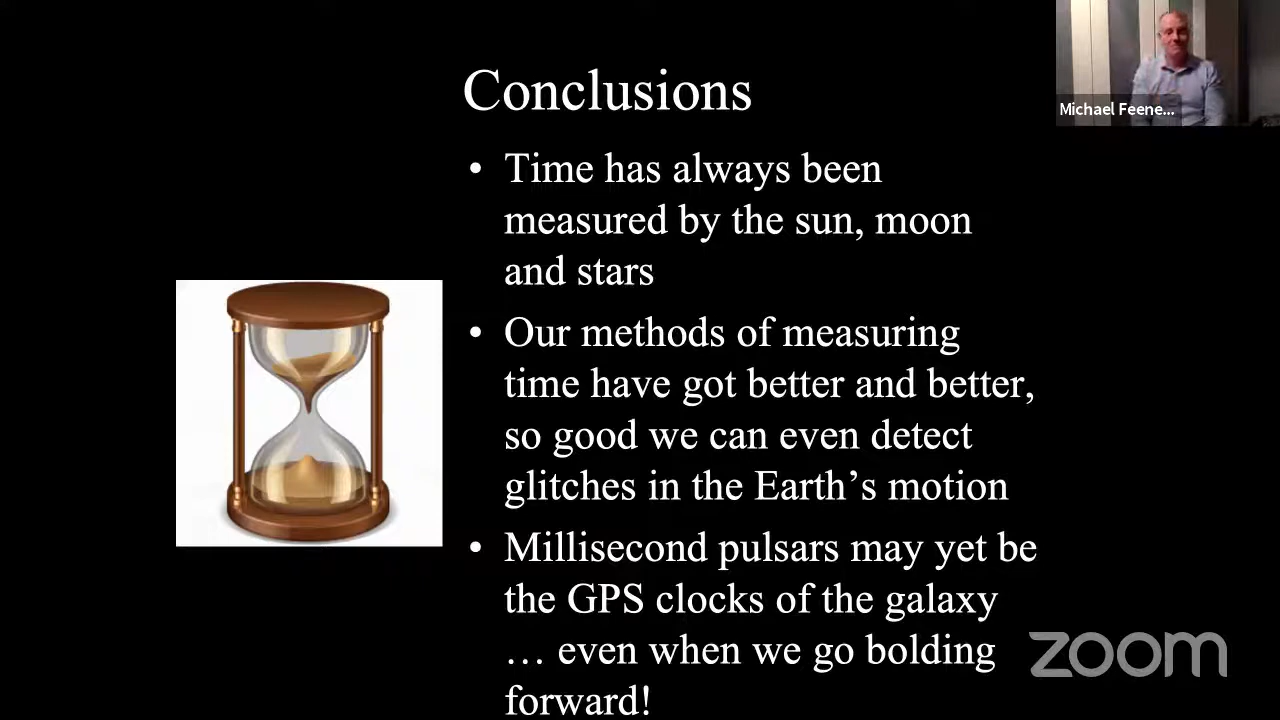 Conclusions
Michael Feene...
• Time has always been
measured by the sun, moon
and stars
• Our methods of measuring
time have got better and better,
so good we can even detect
glitches in the Earth’s motion
• Millisecond pulsars may yet be
the GPS clocks of the galaxy
… even when we go bolding
forward!
zoom